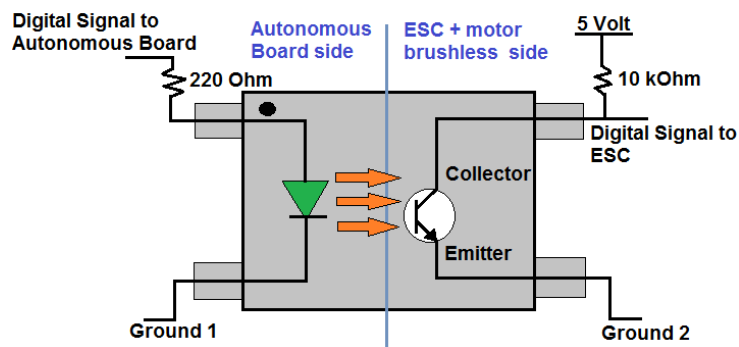 Digital Signal to
Autonomous Board
220 Ohm
Autonomous
Board side
ESC + motor
brushless side
5 Volt
10 kOhm
Digital Signal to
ESC
Collector
Emitter
Ground 1
Ground 2